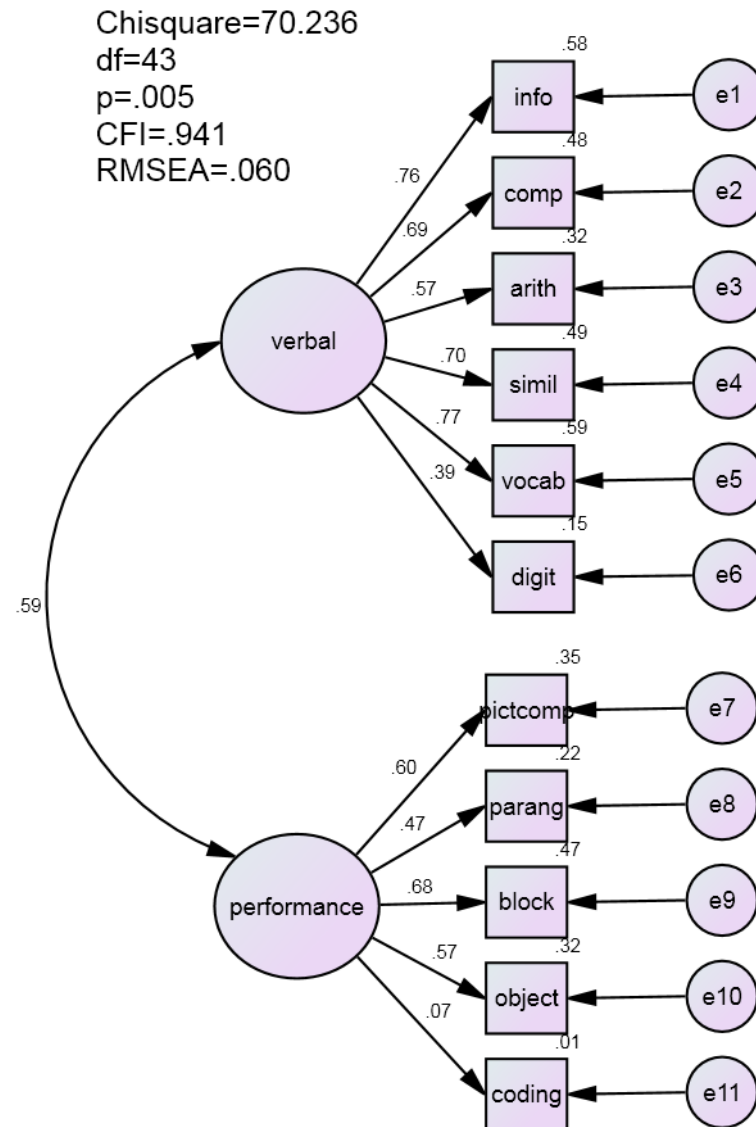 Chisquare=70.236
df=43
p=.005
CFI=.941
RMSEA=.060
.58
info
e1
.76
.48
comp
e2
.69
.32
arith
e3
.57
.49
simil
e4
.70
verbal
.59
vocab
e5
.77
.15
digit
e6
.39
.59
.35
pictcomp
e7
.60
.22
parang
e8
.47
.47
block
e9
.68
performance
.32
object
e10
.57
.01
coding
e11
.07